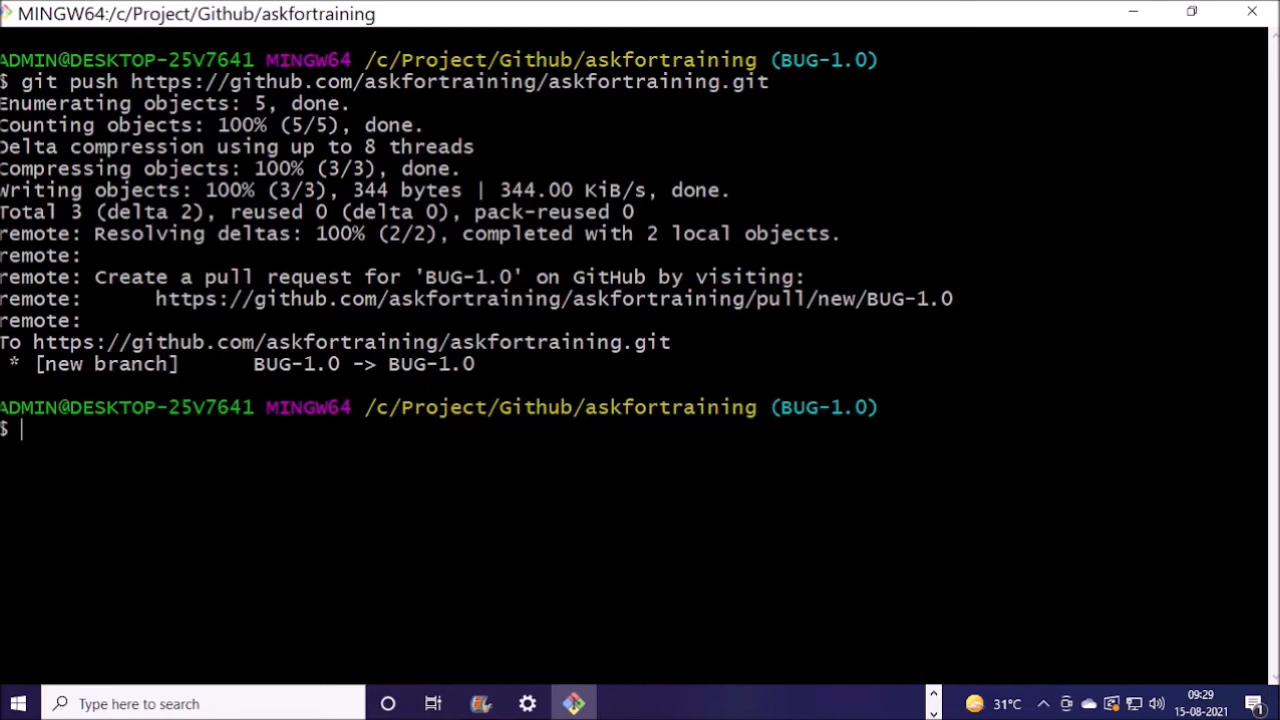 MINGW64:/c/Project/Github/askfortraining
ADMIN@DESKTOP-25V7641 MINGW64 /c/Project/Github/askfortraining (BUG-1.0)
$ git push https://github.com/askfortraining/askfortraining.git
Enumerating objects: 5, done.
Counting objects: 100% (5/5), done.
Delta compression using up to 8 threads
Compressing objects: 100% (3/3), done.
Writing objects: 100% (3/3), 344 bytes | 344.00 KiB/s, done.
Total 3 (delta 2), reused 0 (delta 0), pack-reused 0
remote: Resolving deltas: 100% (2/2), completed with 2 local objects.
remote:
remote: Create a pull request for 'BUG-1.0' on GitHub by visiting:
remote:      https://github.com/askfortraining/askfortraining/pull/new/BUG-1.0
remote:
To https://github.com/askfortraining/askfortraining.git
 * [new branch]      BUG-1.0 -> BUG-1.0
ADMIN@DESKTOP-25V7641 MINGW64 /c/Project/Github/askfortraining (BUG-1.0)
$
Type here to search
31°C
09:29
15-08-2021
1